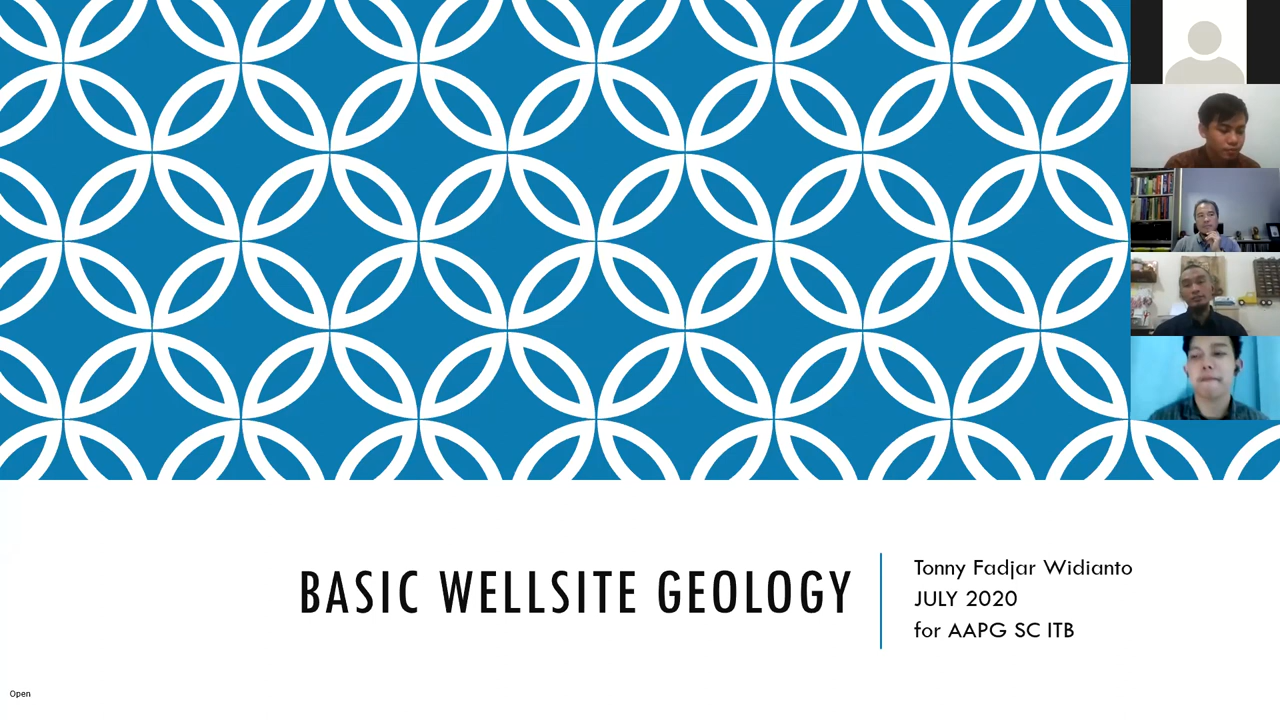 BASIC WELLSITE GEOLOGY
Tonny Fadjar Widianto
JULY 2020
for AAPG SC ITB
Open